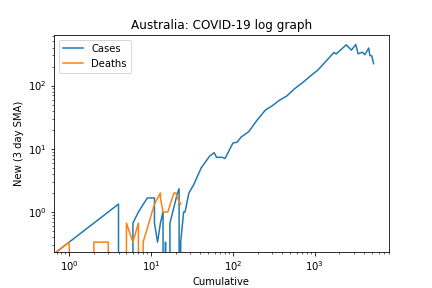 Australia: COVID-19 log graph
Cases
Deaths
New (3 day SMA)
10²
10¹
10⁰
10⁰
10¹
10²
10³
Cumulative